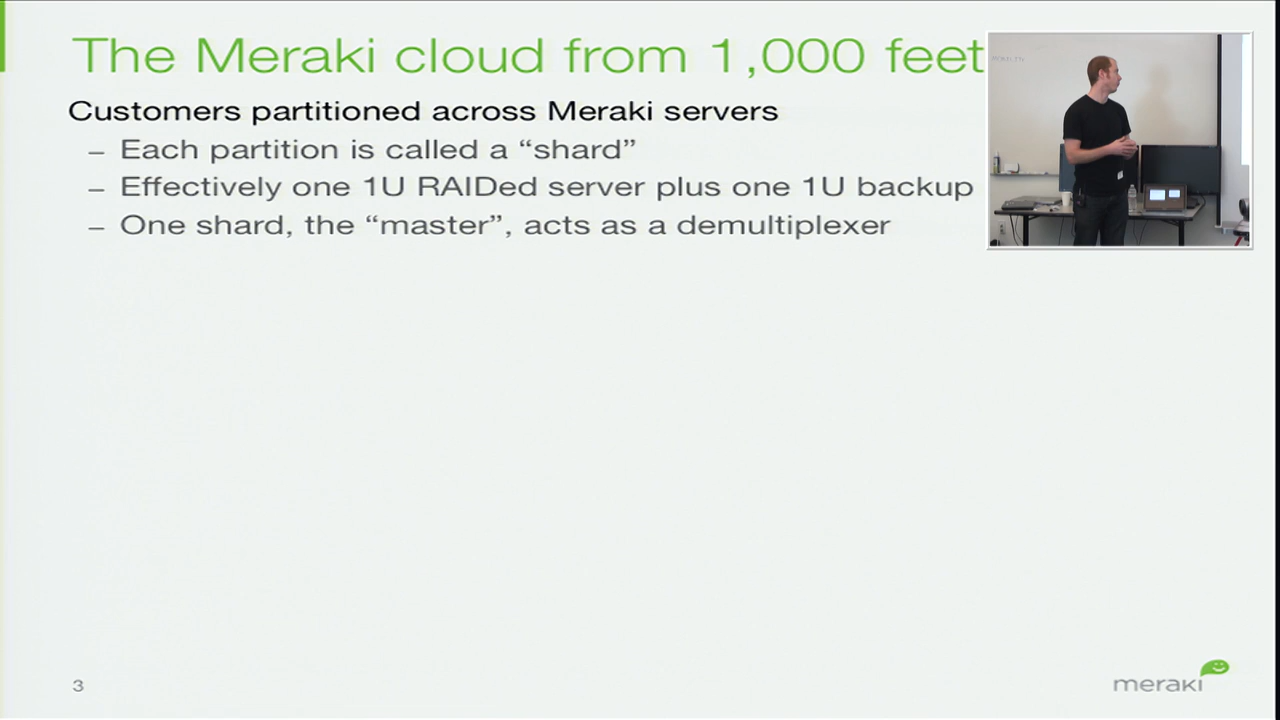 The Meraki cloud from 1,000 feet
Customers partitioned across Meraki servers
– Each partition is called a “shard”
– Effectively one 1U RAIDed server plus one 1U backup
– One shard, the “master”, acts as a demultiplexer
3
meraki